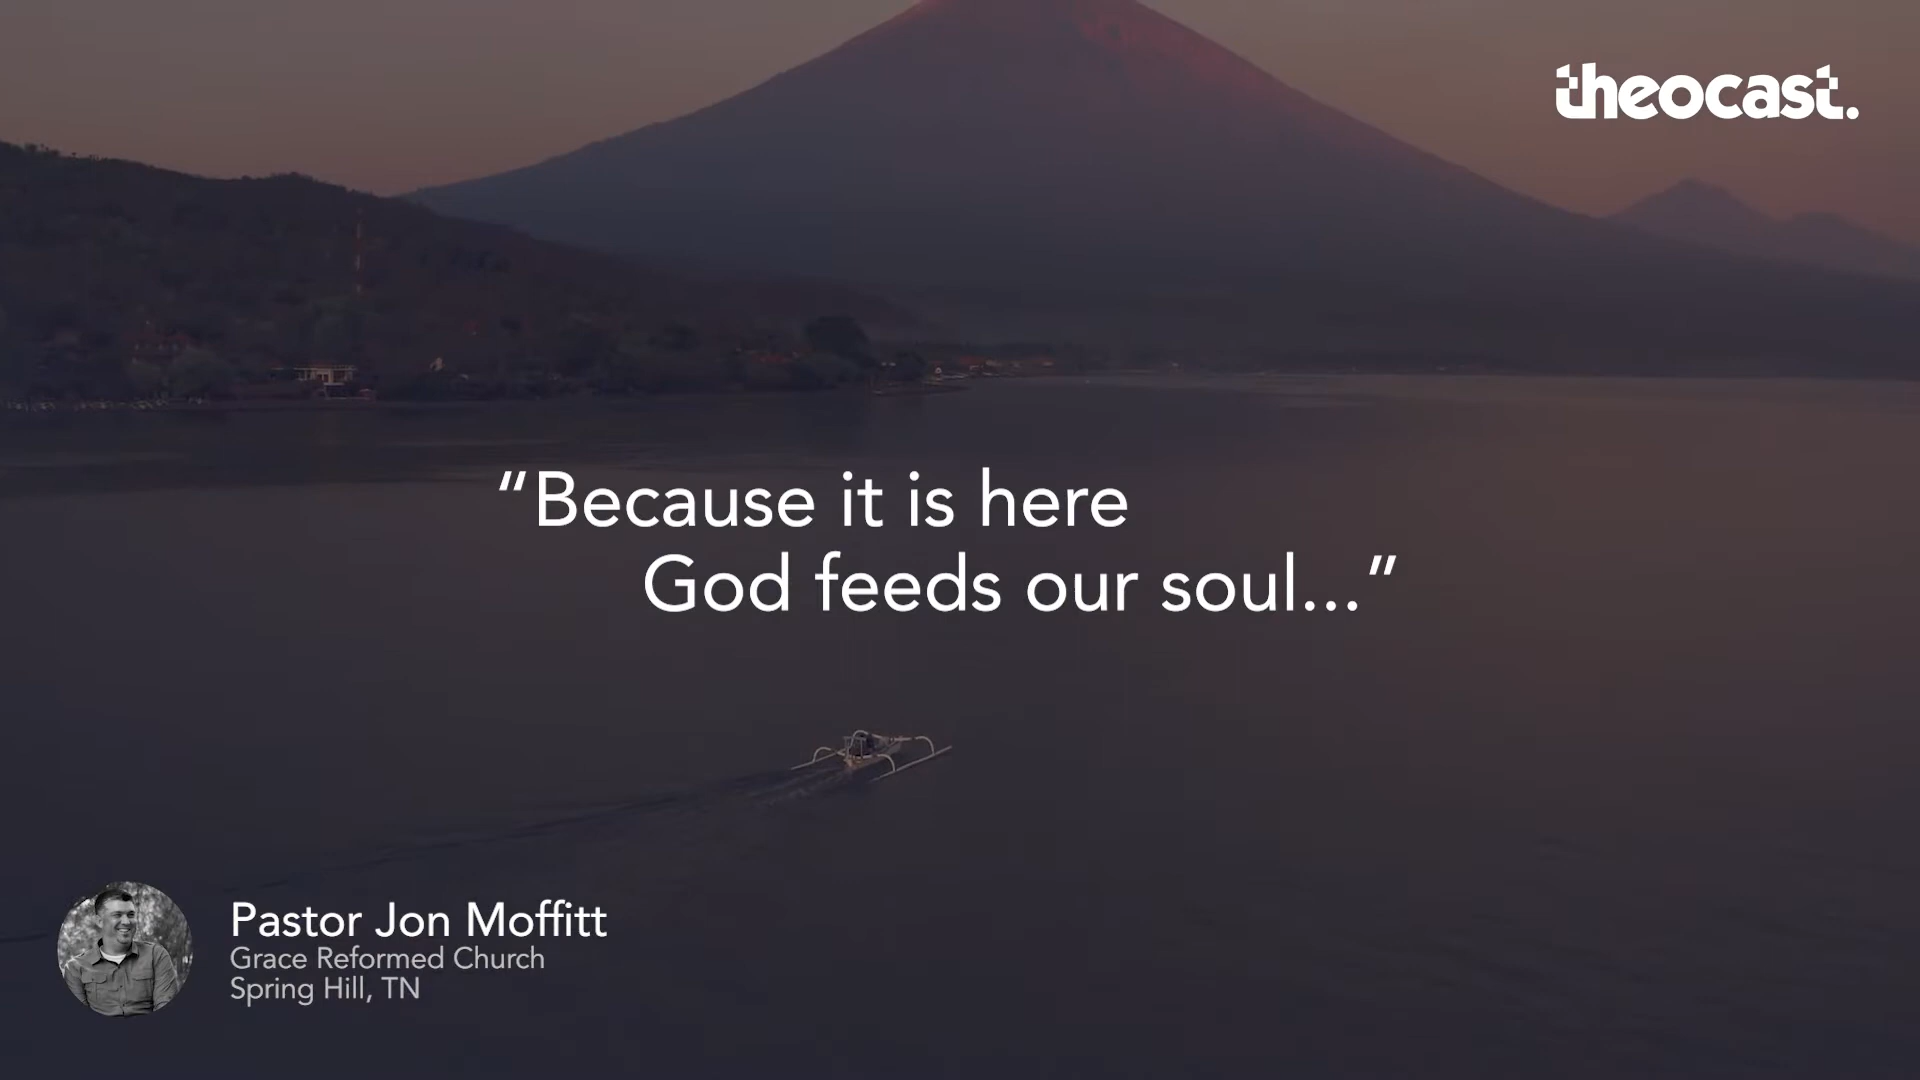 theocast.
“Because it is here
God feeds our soul...”
Pastor Jon Moffitt
Grace Reformed Church
Spring Hill, TN